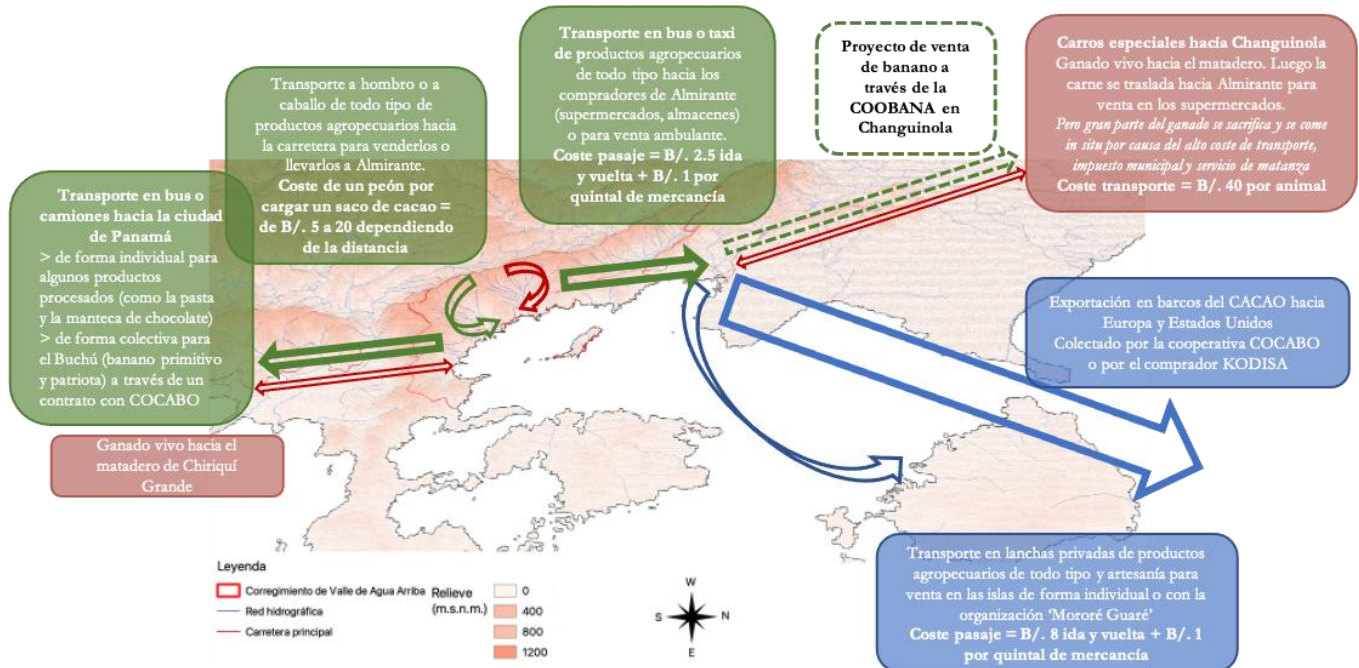 Transporte en bus o
camiones hacia la ciudad
de Panamá
> de forma individual para
algunos productos
procesados (como la pasta
y la manteca de chocolate)
> de forma colectiva para
el Buchú (banano primitivo
y patriota) a través de un
contrato con COCABO
Ganado vivo hacia el
matadero de Chiriquí
Grande
Transporte a hombro o a
caballo de todo tipo de
productos agropecuarios hacia
la carretera para venderlos o
llevarlos a Almirante.
Coste de un peón por
cargar un saco de cacao =
de B/. 5 a 20 dependiendo
de la distancia
Transporte en bus o taxi
de productos agropecuarios
de todo tipo hacia los
compradores de Almirante
(supermercados, almacenes)
o para venta ambulante.
Coste pasaje = B/. 2.5 ida
y vuelta + B/. 1 por
quintal de mercancía
Proyecto de venta
de banano a
través de la
COOBANA en
Changuinola
Carros especiales hacía Changuinola
Ganado vivo hacia el matadero. Luego la
carne se traslada hacia Almirante para
venta en los supermercados.
Pero gran parte del ganado se sacrifica y se come
in situ por causa del alto coste de transporte,
impuesto municipal y servicio de matanza
Coste transporte = B/. 40 por animal
Exportación en barcos del CACAO hacia
Europa y Estados Unidos
Colectado por la cooperativa COCABO
o por el comprador KODISA
Transporte en lanchas privadas de productos
agropecuarios de todo tipo y artesanía para
venta en las islas de forma individual o con la
organización ‘Mororé Guaré’
Coste pasaje = B/. 8 ida y vuelta + B/. 1
por quintal de mercancía
Leyenda
Corregimiento de Valle de Agua Arriba
Red hidrográfica
Carretera principal
Relieve
(m.s.n.m.)
0
400
800
1200
W
S
N
E